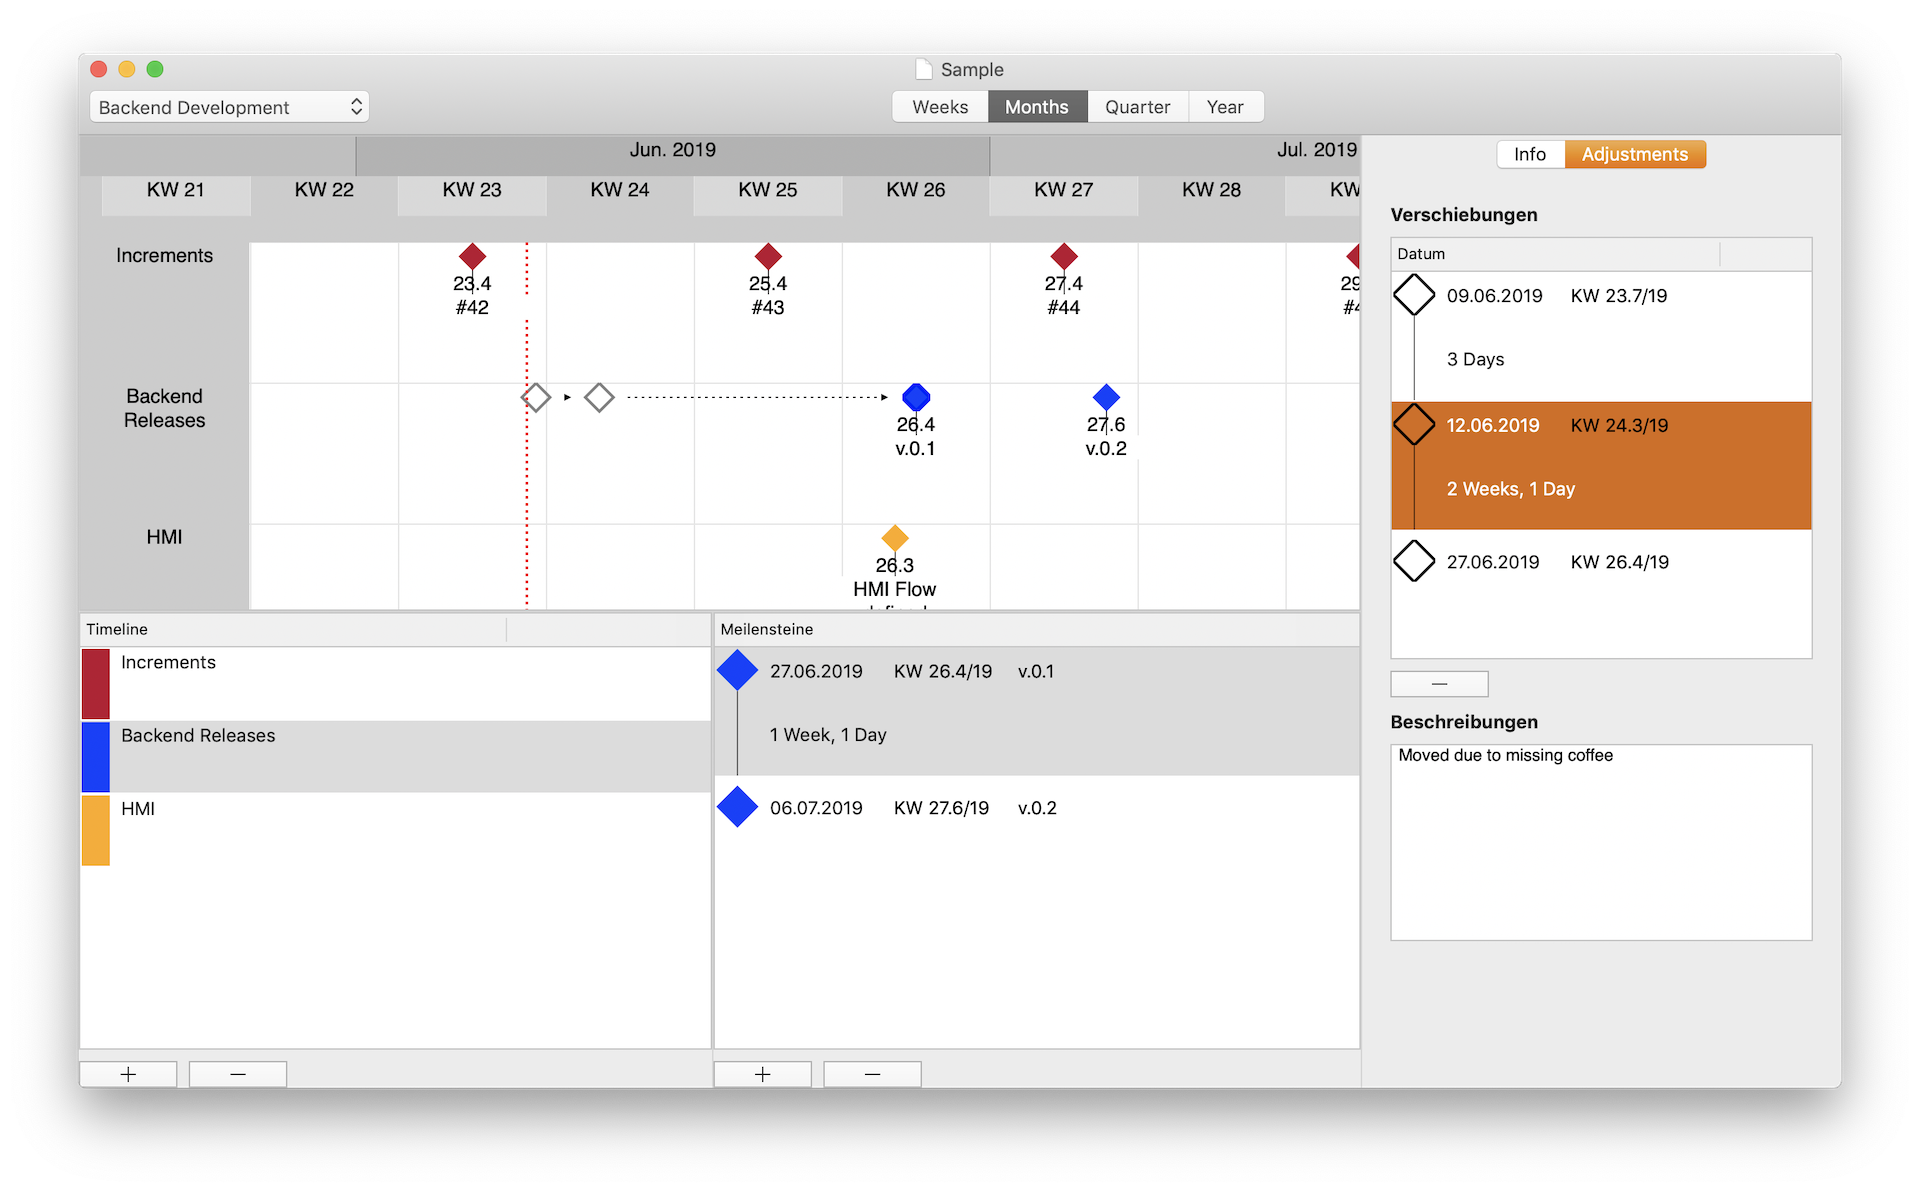 Sample
Backend Development
Weeks Months Quarter Year
Jun. 2019 Jul. 2019
KW 21 KW 22 KW 23 KW 24 KW 25 KW 26 KW 27 KW 28 KW
Increments
23.4 25.4 27.4 29
#42 #43 #44
Backend
Releases
26.4 27.6
v.0.1 v.0.2
HMI
26.3
HMI Flow
Timeline
Increments
Backend Releases
HMI
+ −
Meilensteine
27.06.2019 KW 26.4/19 v.0.1
1 Week, 1 Day
06.07.2019 KW 27.6/19 v.0.2
+ −
Info Adjustments
Verschiebungen
Datum
09.06.2019 KW 23.7/19
3 Days
12.06.2019 KW 24.3/19
2 Weeks, 1 Day
27.06.2019 KW 26.4/19
−
Beschreibungen
Moved due to missing coffee